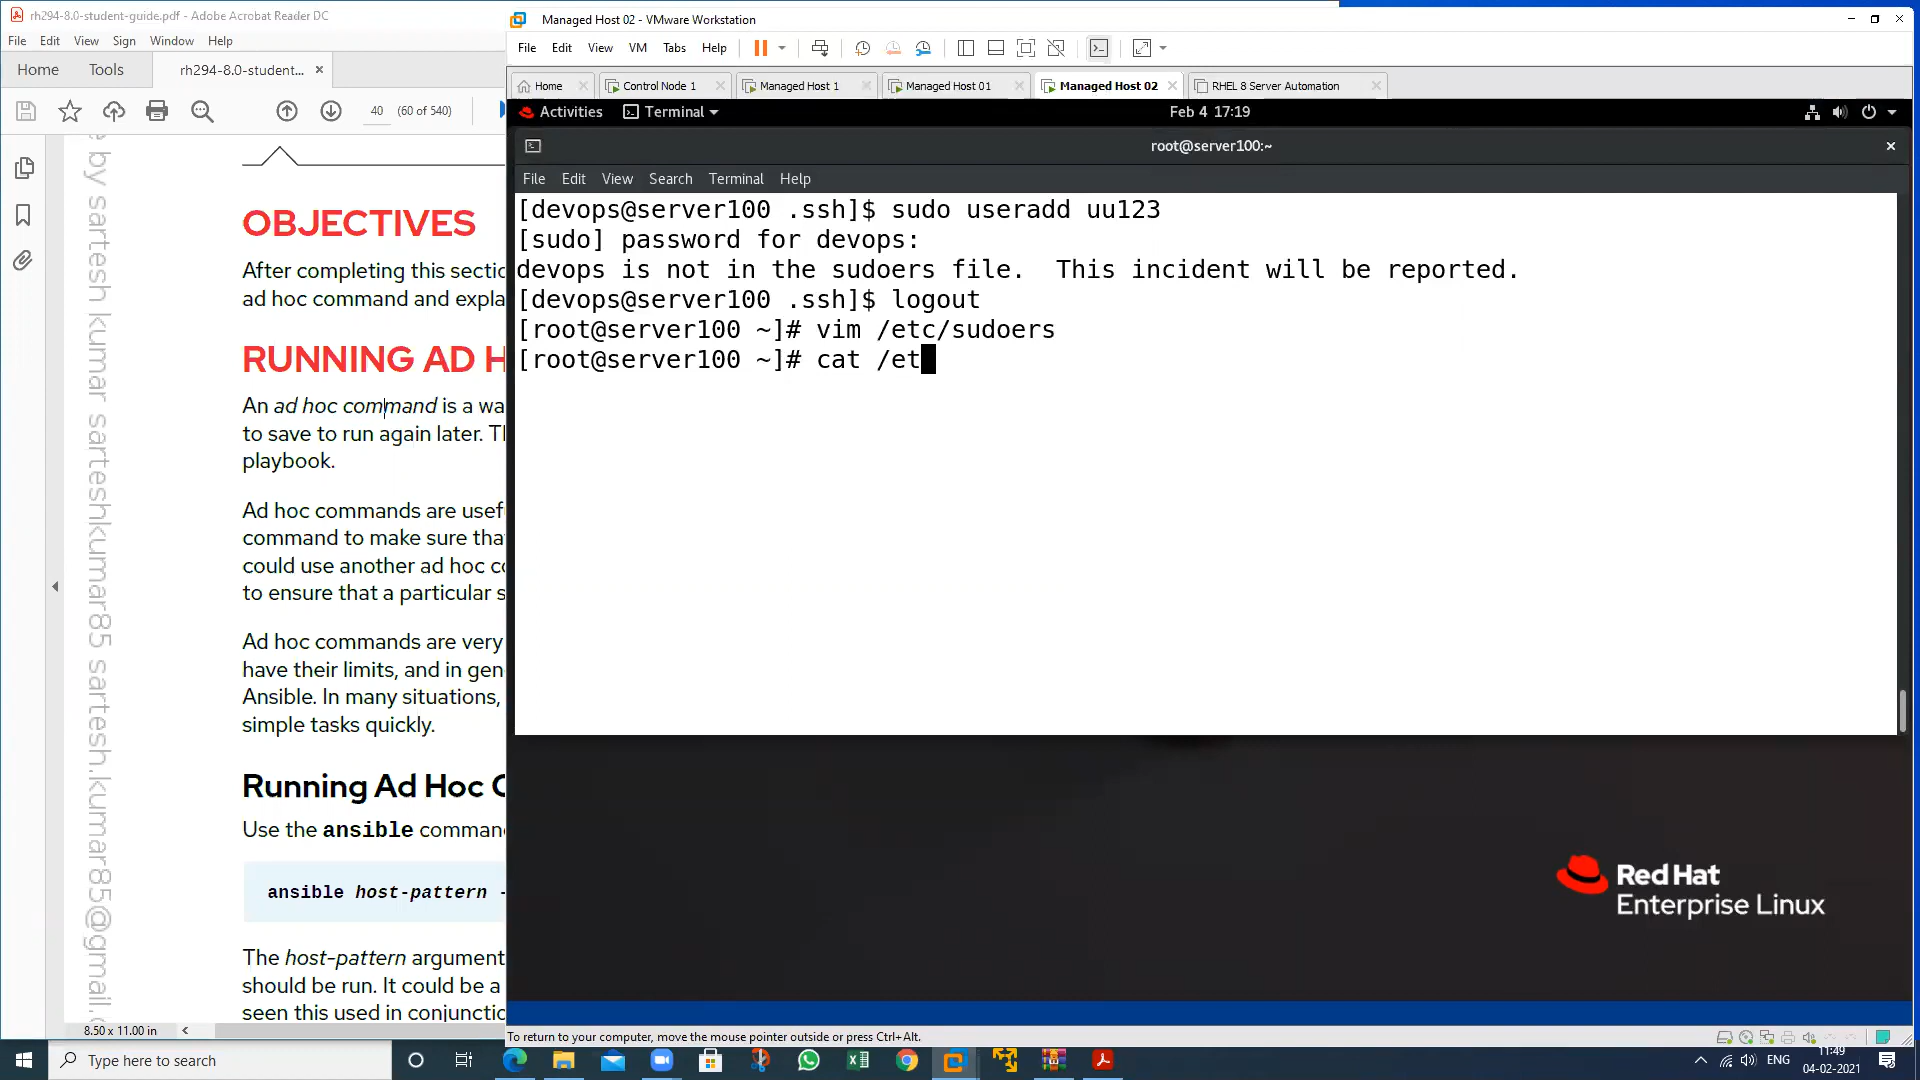 rh294-8.0-student-guide.pdf - Adobe Acrobat Reader DC
File Edit View Sign Window Help
Home Tools rh294-8.0-student... ×
40 (60 of 540)
e by sartesh kumar sarteshkumar85 sartesh.kumar85@gmail.c
OBJECTIVES
After completing this sectio
ad hoc command and expla
RUNNING AD H
An ad hoc command is a wa
to save to run again later. Th
playbook.
Ad hoc commands are usef
command to make sure tha
could use another ad hoc co
to ensure that a particular s
Ad hoc commands are very
have their limits, and in gen
Ansible. In many situations,
simple tasks quickly.
Running Ad Hoc C
Use the ansible comman
ansible host-pattern -
The host-pattern argument
should be run. It could be a
seen this used in conjunctio
8.50 x 11.00 in
Managed Host 02 - VMware Workstation
File Edit View VM Tabs Help
Home Control Node 1 Managed Host 1 Managed Host 01 Managed Host 02 RHEL 8 Server Automation
Activities Terminal Feb 4 17:19
root@server100:~
File Edit View Search Terminal Help
[devops@server100 .ssh]$ sudo useradd uu123
[sudo] password for devops:
devops is not in the sudoers file.  This incident will be reported.
[devops@server100 .ssh]$ logout
[root@server100 ~]# vim /etc/sudoers
[root@server100 ~]# cat /et
Red Hat
Enterprise Linux
To return to your computer, move the mouse pointer outside or press Ctrl+Alt.
Type here to search
ENG
11:49
04-02-2021